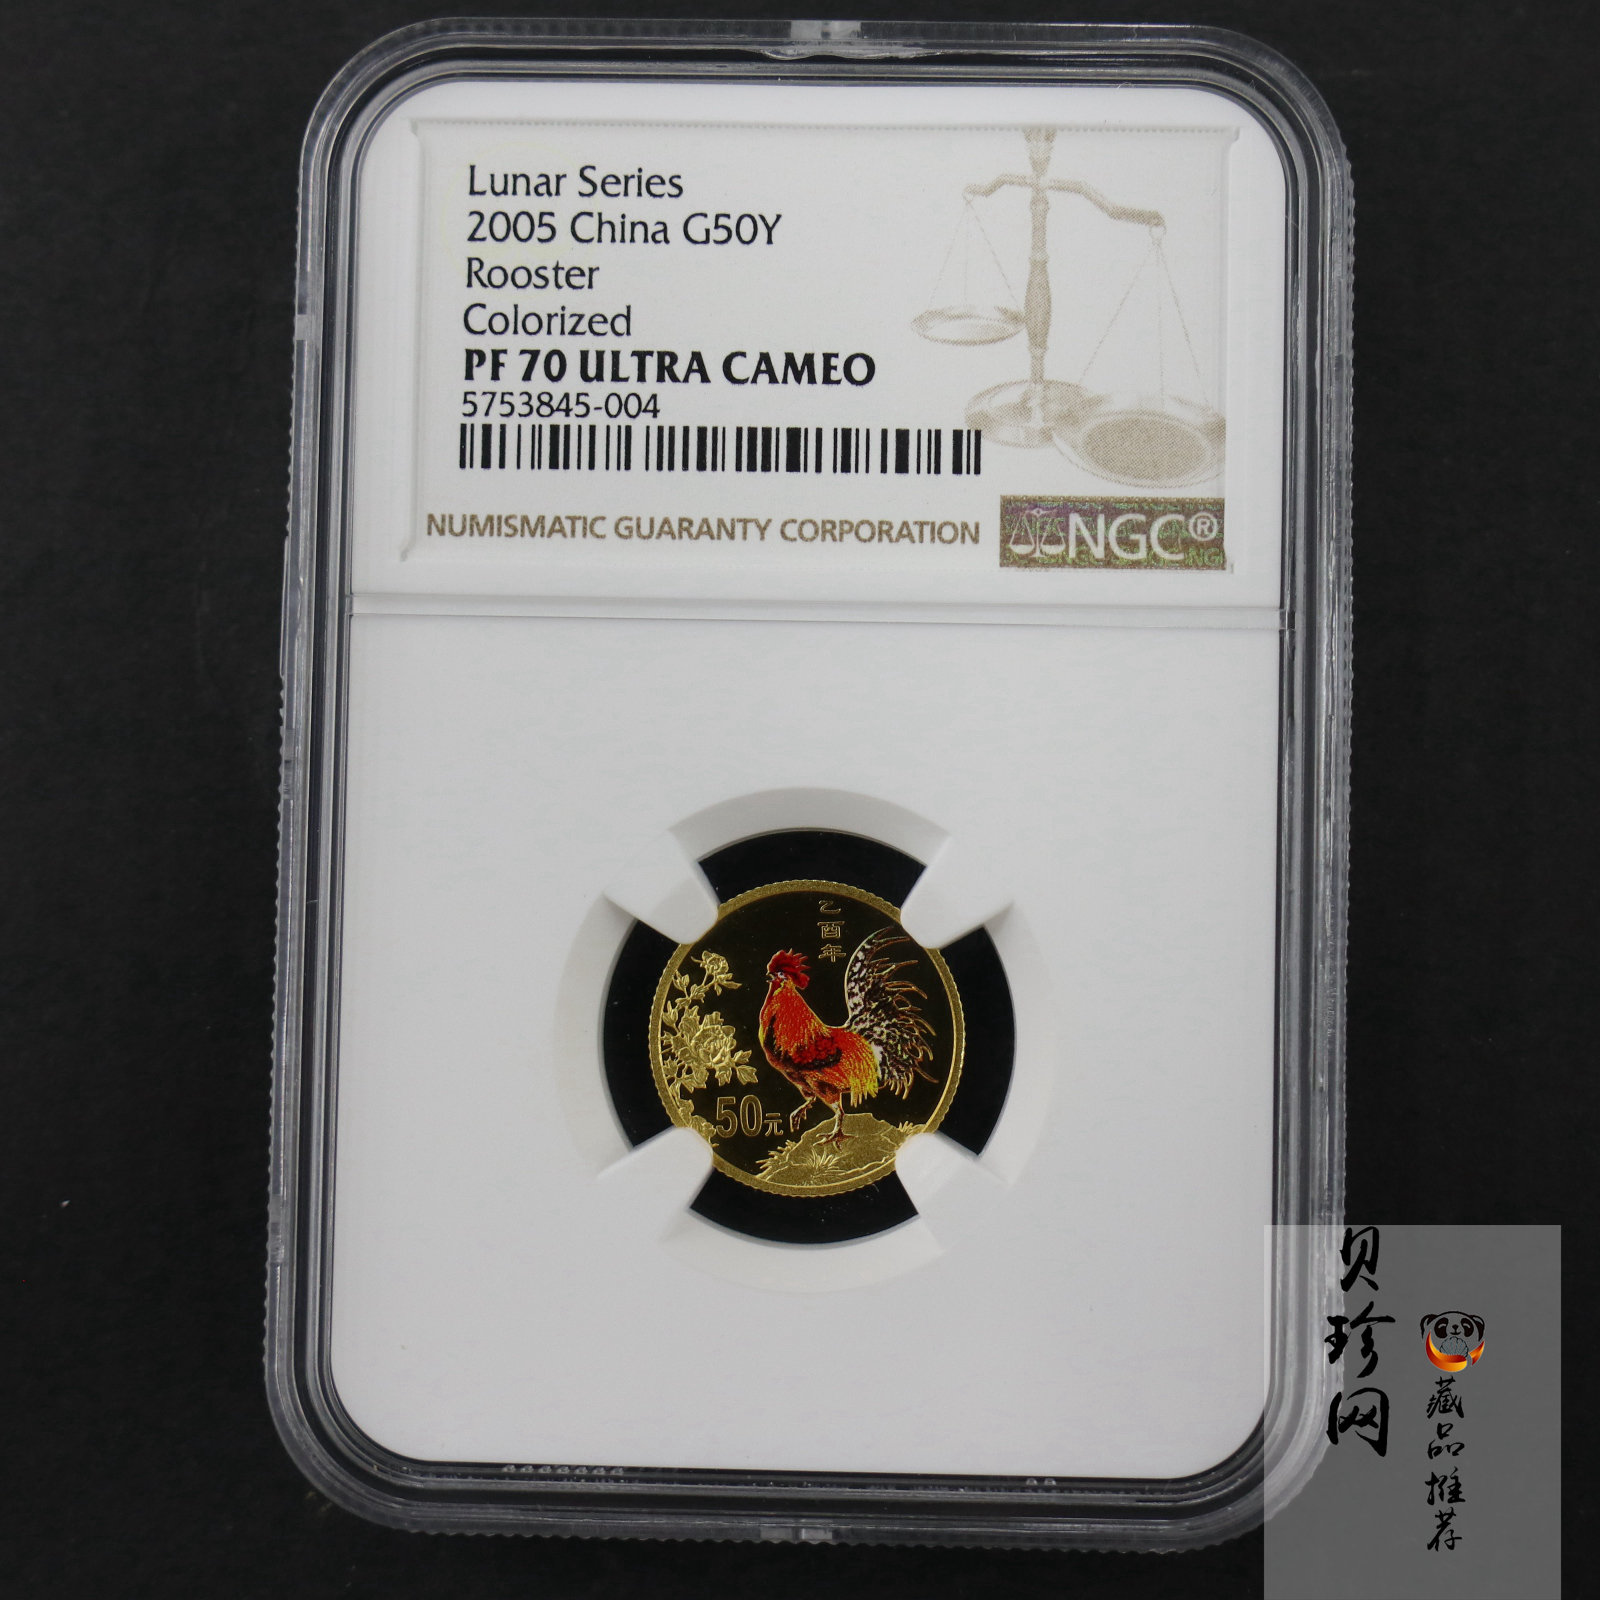 Lunar Series
2005 China G50Y
Rooster
Colorized
PF 70 ULTRA CAMEO
5753845-004
NUMISMATIC GUARANTY CORPORATION
NGC®
NG
乙酉年
50元
贝珍网
藏品推荐